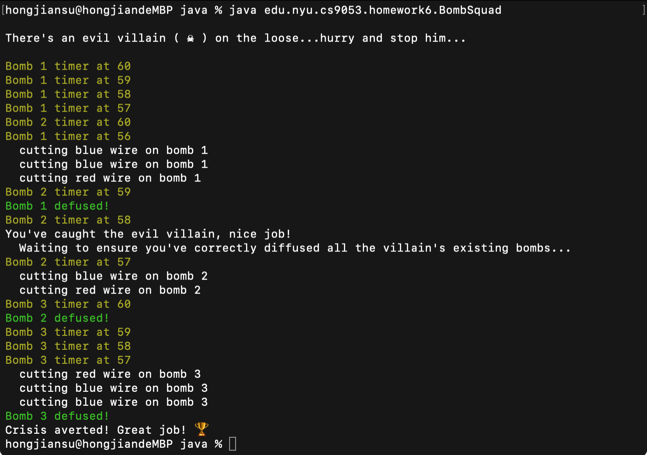 [hongjiansu@hongjiandeMBP java % java edu.nyu.cs9053.homework6.BombSquad ]
There's an evil villain ( ☠ ) on the loose...hurry and stop him...
Bomb 1 timer at 60
Bomb 1 timer at 59
Bomb 1 timer at 58
Bomb 1 timer at 57
Bomb 2 timer at 60
Bomb 1 timer at 56
cutting blue wire on bomb 1
cutting blue wire on bomb 1
cutting red wire on bomb 1
Bomb 2 timer at 59
Bomb 1 defused!
Bomb 2 timer at 58
You've caught the evil villain, nice job!
Waiting to ensure you've correctly diffused all the villain's existing bombs...
Bomb 2 timer at 57
cutting blue wire on bomb 2
cutting red wire on bomb 2
Bomb 3 timer at 60
Bomb 2 defused!
Bomb 3 timer at 59
Bomb 3 timer at 58
Bomb 3 timer at 57
cutting red wire on bomb 3
cutting blue wire on bomb 3
cutting blue wire on bomb 3
Bomb 3 defused!
Crisis averted! Great job! 🏆
hongjiansu@hongjiandeMBP java %